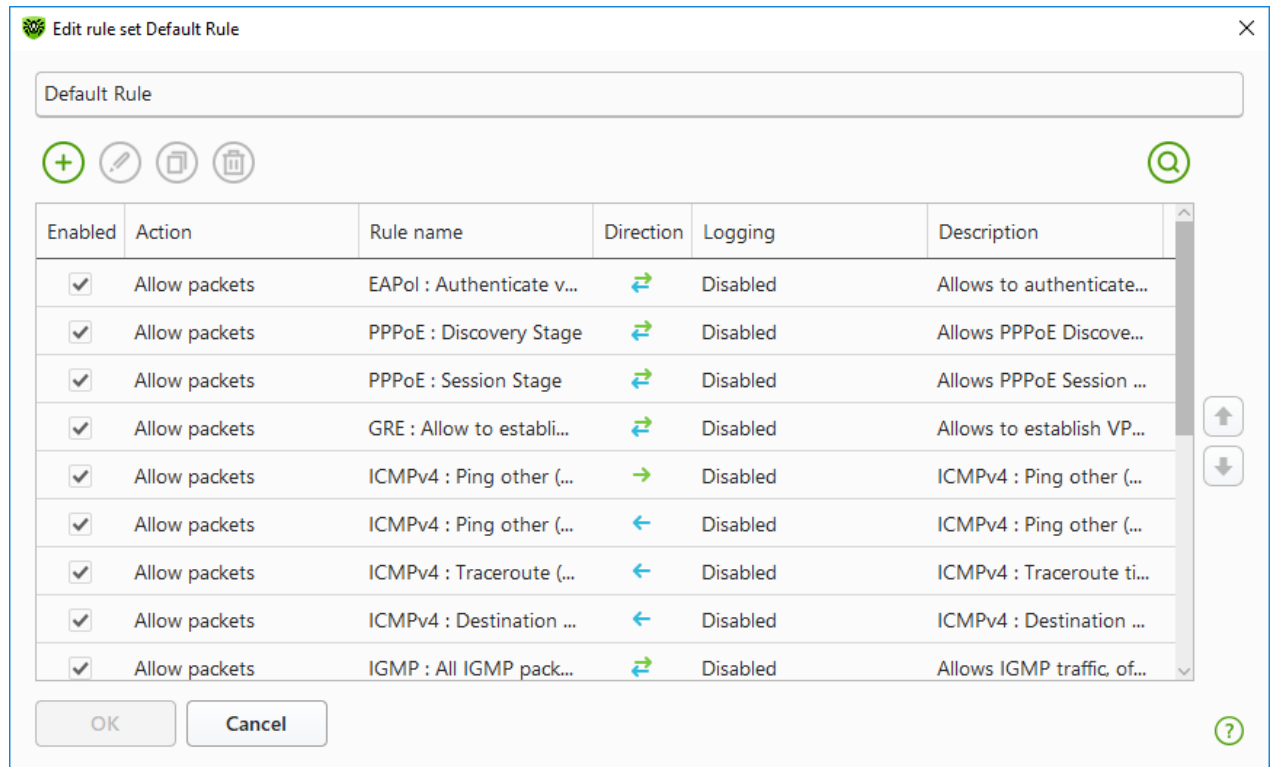 Edit rule set Default Rule
Default Rule
Enabled Action Rule name Direction Logging Description
Allow packets EAPol : Authenticate v... Disabled Allows to authenticate...
Allow packets PPPoE : Discovery Stage Disabled Allows PPPoE Discove...
Allow packets PPPoE : Session Stage Disabled Allows PPPoE Session ...
Allow packets GRE : Allow to establi... Disabled Allows to establish VP...
Allow packets ICMPv4 : Ping other (... Disabled ICMPv4 : Ping other (...
Allow packets ICMPv4 : Ping other (... Disabled ICMPv4 : Ping other (...
Allow packets ICMPv4 : Traceroute (... Disabled ICMPv4 : Traceroute ti...
Allow packets ICMPv4 : Destination ... Disabled ICMPv4 : Destination ...
Allow packets IGMP : All IGMP pack... Disabled Allows IGMP traffic, of...
OK Cancel ?